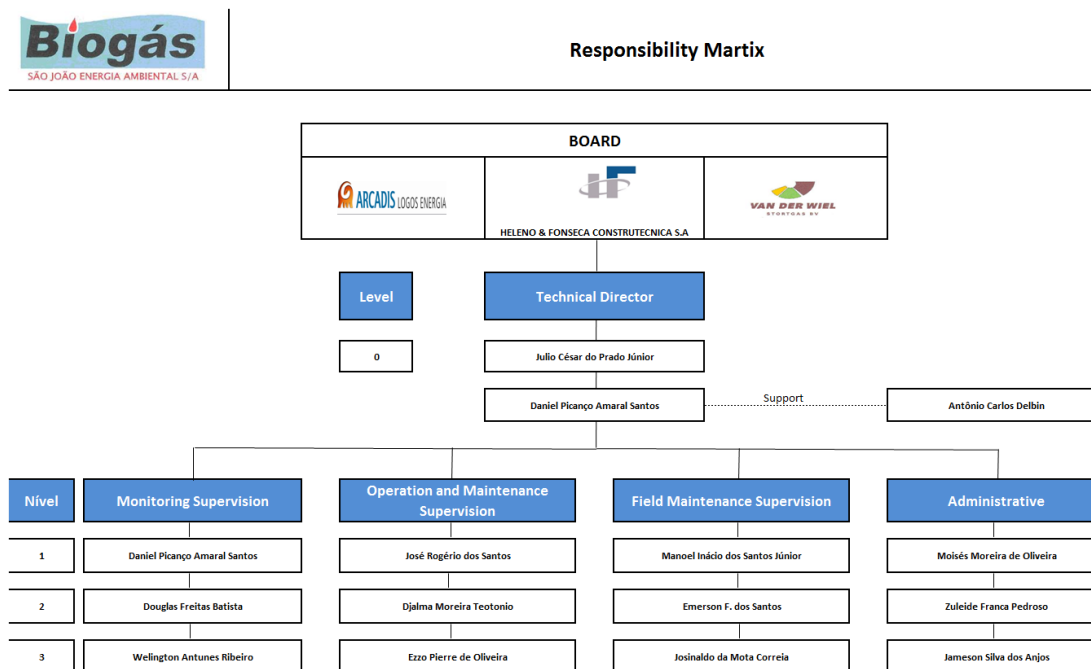 Biogás
SÃO JOÃO ENERGIA AMBIENTAL S/A
Responsibility Martix
BOARD
ARCADIS LOGOS ENERGIA
HF
HELENO & FONSECA CONSTRUTECNICA S.A
VAN DER WIEL
STORTGAS BV
Level
Technical Director
0
Julio César do Prado Júnior
Daniel Picanço Amaral Santos
Support
Antônio Carlos Delbin
Nível
Monitoring Supervision
Operation and Maintenance
Supervision
Field Maintenance Supervision
Administrative
1
Daniel Picanço Amaral Santos
José Rogério dos Santos
Manoel Inácio dos Santos Júnior
Moisés Moreira de Oliveira
2
Douglas Freitas Batista
Djalma Moreira Teotonio
Emerson F. dos Santos
Zuleide Franca Pedroso
3
Welington Antunes Ribeiro
Ezzo Pierre de Oliveira
Josinaldo da Mota Correia
Jameson Silva dos Anjos